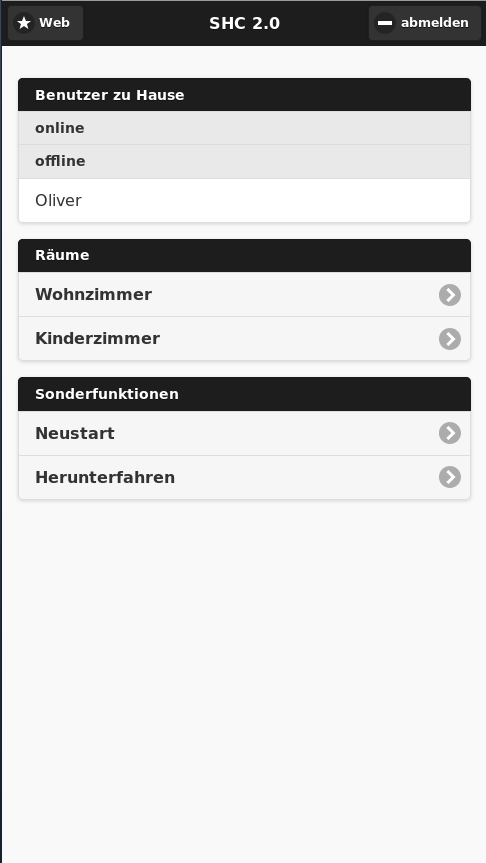 Web
SHC 2.0
abmelden
Benutzer zu Hause
online
offline
Oliver
Räume
Wohnzimmer
Kinderzimmer
Sonderfunktionen
Neustart
Herunterfahren